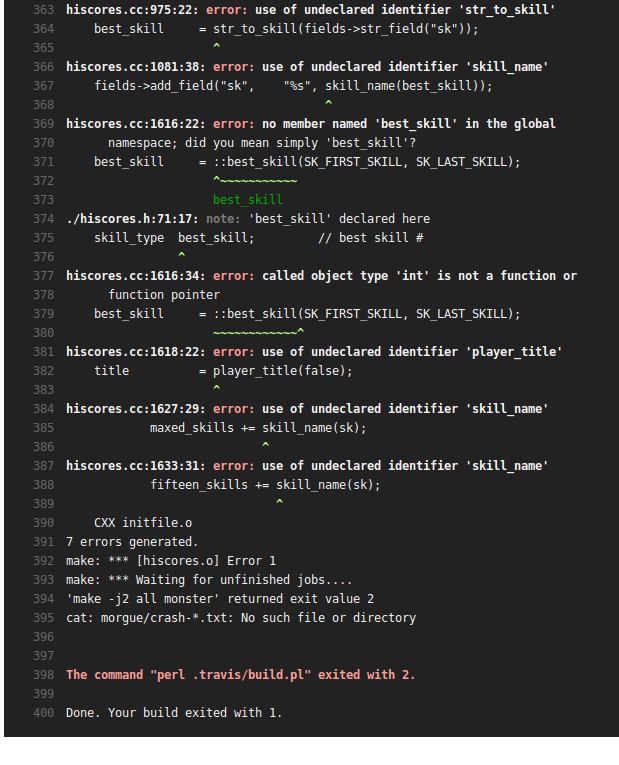 363 hiscores.cc:975:22: error: use of undeclared identifier 'str_to_skill'
364     best_skill     = str_to_skill(fields->str_field("sk"));
365                      ^
366 hiscores.cc:1081:38: error: use of undeclared identifier 'skill_name'
367     fields->add_field("sk",    "%s", skill_name(best_skill));
368                                      ^
369 hiscores.cc:1616:22: error: no member named 'best_skill' in the global
370       namespace; did you mean simply 'best_skill'?
371     best_skill     = ::best_skill(SK_FIRST_SKILL, SK_LAST_SKILL);
372                      ^~~~~~~~~~~~
373                      best_skill
374 ./hiscores.h:71:17: note: 'best_skill' declared here
375     skill_type  best_skill;         // best skill #
376                 ^
377 hiscores.cc:1616:34: error: called object type 'int' is not a function or
378       function pointer
379     best_skill     = ::best_skill(SK_FIRST_SKILL, SK_LAST_SKILL);
380                      ~~~~~~~~~~~~^
381 hiscores.cc:1618:22: error: use of undeclared identifier 'player_title'
382     title          = player_title(false);
383                      ^
384 hiscores.cc:1627:29: error: use of undeclared identifier 'skill_name'
385             maxed_skills += skill_name(sk);
386                             ^
387 hiscores.cc:1633:31: error: use of undeclared identifier 'skill_name'
388             fifteen_skills += skill_name(sk);
389                               ^
390     CXX initfile.o
391 7 errors generated.
392 make: *** [hiscores.o] Error 1
393 make: *** Waiting for unfinished jobs....
394 'make -j2 all monster' returned exit value 2
395 cat: morgue/crash-*.txt: No such file or directory
396
397
398 The command "perl .travis/build.pl" exited with 2.
399
400 Done. Your build exited with 1.